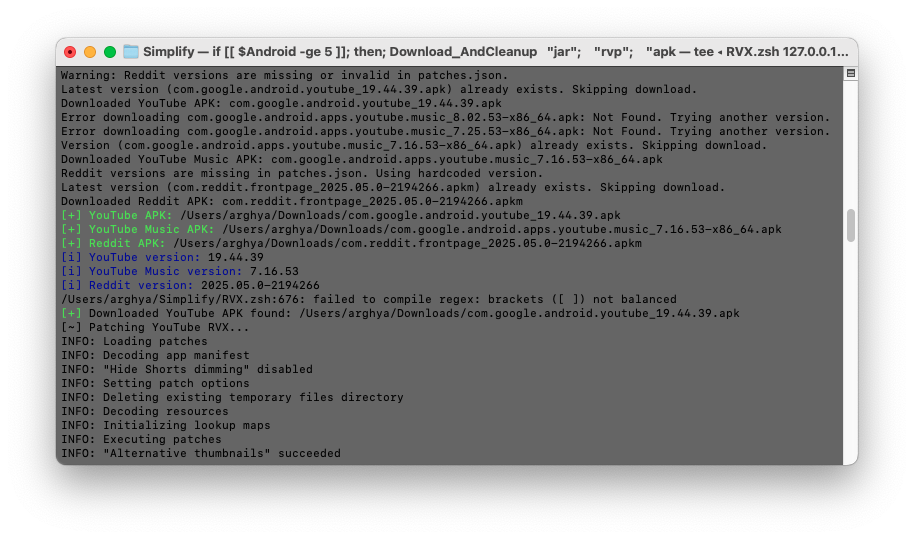 Simplify — if [[ $Android -ge 5 ]]; then; Download_AndCleanup "jar"; "rvp"; "apk — tee ◂ RVX.zsh 127.0.0.1...
Warning: Reddit versions are missing or invalid in patches.json.
Latest version (com.google.android.youtube_19.44.39.apk) already exists. Skipping download.
Downloaded YouTube APK: com.google.android.youtube_19.44.39.apk
Error downloading com.google.android.apps.youtube.music_8.02.53-x86_64.apk: Not Found. Trying another version.
Error downloading com.google.android.apps.youtube.music_7.25.53-x86_64.apk: Not Found. Trying another version.
Version (com.google.android.apps.youtube.music_7.16.53-x86_64.apk) already exists. Skipping download.
Downloaded YouTube Music APK: com.google.android.apps.youtube.music_7.16.53-x86_64.apk
Reddit versions are missing in patches.json. Using hardcoded version.
Latest version (com.reddit.frontpage_2025.05.0-2194266.apkm) already exists. Skipping download.
Downloaded Reddit APK: com.reddit.frontpage_2025.05.0-2194266.apkm
[+] YouTube APK: /Users/arghya/Downloads/com.google.android.youtube_19.44.39.apk
[+] YouTube Music APK: /Users/arghya/Downloads/com.google.android.apps.youtube.music_7.16.53-x86_64.apk
[+] Reddit APK: /Users/arghya/Downloads/com.reddit.frontpage_2025.05.0-2194266.apkm
[i] YouTube version: 19.44.39
[i] YouTube Music version: 7.16.53
[i] Reddit version: 2025.05.0-2194266
/Users/arghya/Simplify/RVX.zsh:676: failed to compile regex: brackets ([ ]) not balanced
[+] Downloaded YouTube APK found: /Users/arghya/Downloads/com.google.android.youtube_19.44.39.apk
[~] Patching YouTube RVX...
INFO: Loading patches
INFO: Decoding app manifest
INFO: "Hide Shorts dimming" disabled
INFO: Setting patch options
INFO: Deleting existing temporary files directory
INFO: Decoding resources
INFO: Initializing lookup maps
INFO: Executing patches
INFO: "Alternative thumbnails" succeeded